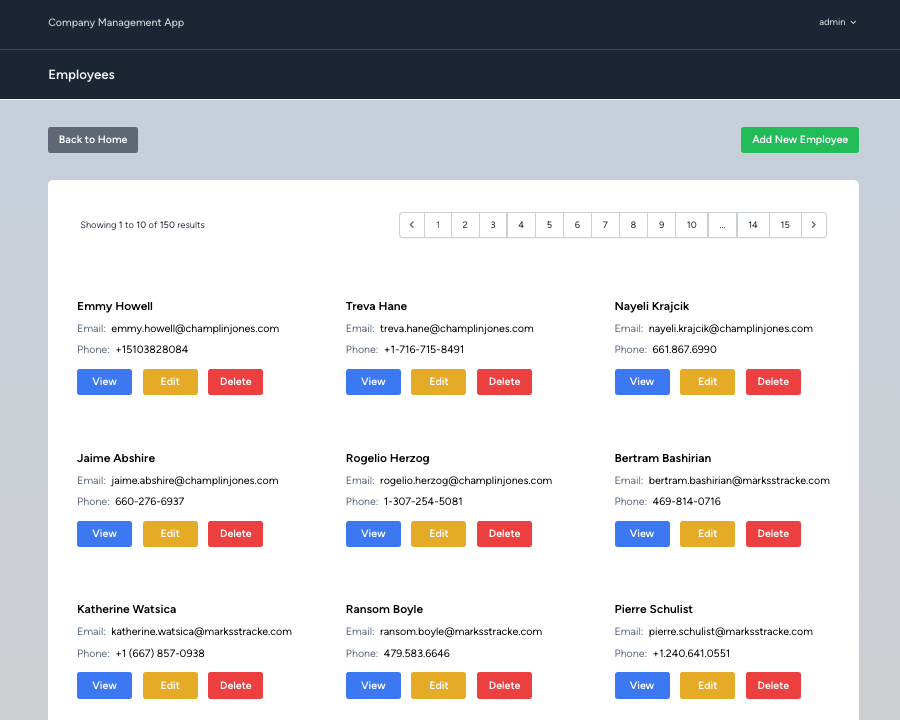 Company Management App
admin
Employees
Back to Home
Add New Employee
Showing 1 to 10 of 150 results
1 2 3 4 5 6 7 8 9 10 ... 14 15
Emmy Howell
Email: emmy.howell@champlinjones.com
Phone: +15103828084
View Edit Delete
Treva Hane
Email: treva.hane@champlinjones.com
Phone: +1-716-715-8491
View Edit Delete
Nayeli Krajcik
Email: nayeli.krajcik@champlinjones.com
Phone: 661.867.6990
View Edit Delete
Jaime Abshire
Email: jaime.abshire@champlinjones.com
Phone: 660-276-6937
View Edit Delete
Rogelio Herzog
Email: rogelio.herzog@champlinjones.com
Phone: 1-307-254-5081
View Edit Delete
Bertram Bashirian
Email: bertram.bashirian@marksstracke.com
Phone: 469-814-0716
View Edit Delete
Katherine Watsica
Email: katherine.watsica@marksstracke.com
Phone: +1 (667) 857-0938
View Edit Delete
Ransom Boyle
Email: ransom.boyle@marksstracke.com
Phone: 479.583.6646
View Edit Delete
Pierre Schulist
Email: pierre.schulist@marksstracke.com
Phone: +1.240.641.0551
View Edit Delete